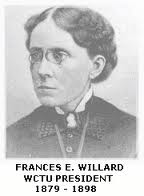 FRANCES E. WILLARD
WCTU PRESIDENT
1879 - 1898